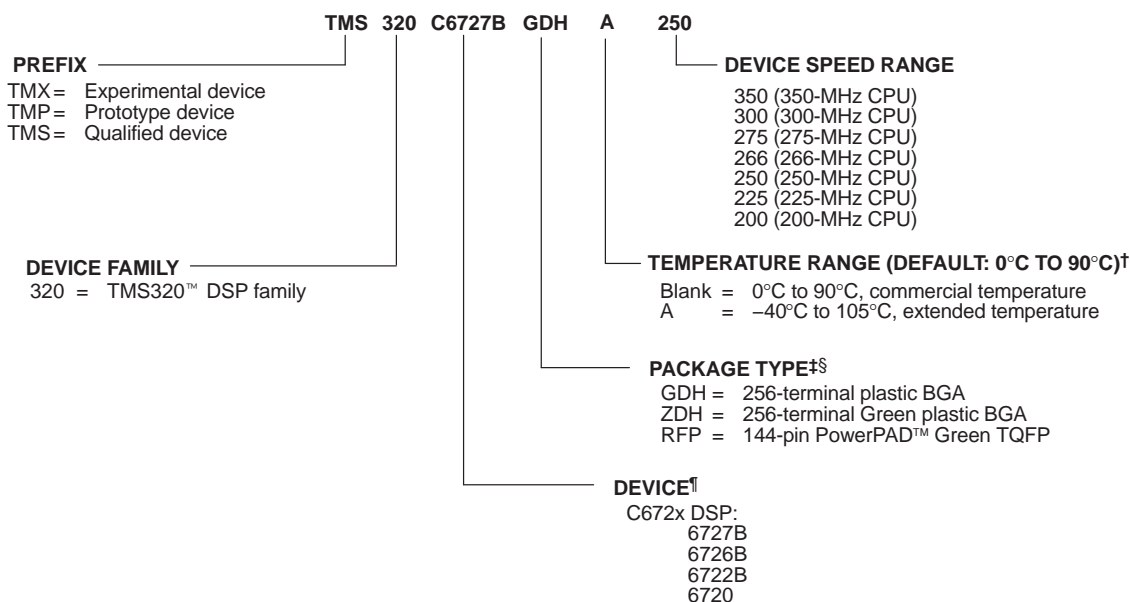 TMS 320 C6727B GDH A 250
PREFIX
TMX = Experimental device
TMP = Prototype device
TMS = Qualified device
DEVICE SPEED RANGE
350 (350-MHz CPU)
300 (300-MHz CPU)
275 (275-MHz CPU)
266 (266-MHz CPU)
250 (250-MHz CPU)
225 (225-MHz CPU)
200 (200-MHz CPU)
DEVICE FAMILY
320 = TMS320™ DSP family
TEMPERATURE RANGE (DEFAULT: 0°C TO 90°C)†
Blank = 0°C to 90°C, commercial temperature
A = −40°C to 105°C, extended temperature
PACKAGE TYPE‡§
GDH = 256-terminal plastic BGA
ZDH = 256-terminal Green plastic BGA
RFP = 144-pin PowerPAD™ Green TQFP
DEVICE¶
C672x DSP:
6727B
6726B
6722B
6720